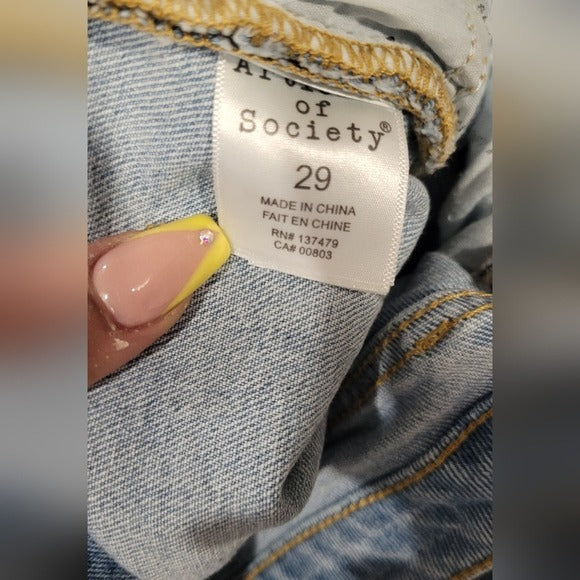 of
Society®
29
MADE IN CHINA
FAIT EN CHINE
RN# 137479
CA# 00803